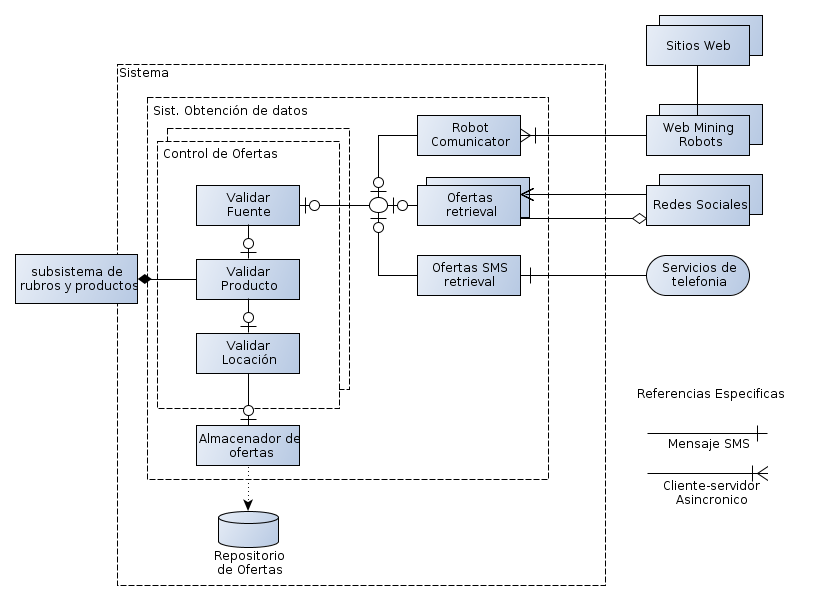 Sitios Web
Sistema
Sist. Obtención de datos
Robot
Comunicator
Web Mining
Robots
Control de Ofertas
Validar
Fuente
Ofertas
retrieval
Redes Sociales
subsistema de
rubros y productos
Validar
Producto
Ofertas SMS
retrieval
Servicios de
telefonia
Validar
Locación
Referencias Especificas
Almacenador de
ofertas
Mensaje SMS
Cliente-servidor
Asincronico
Repositorio
de Ofertas